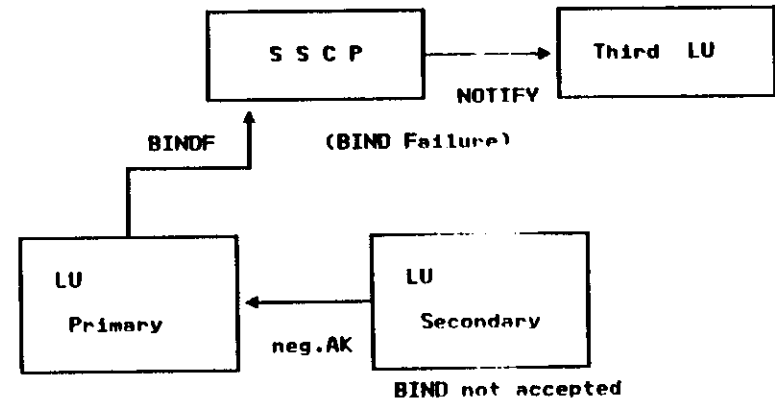 S S C P
Third LU
NOTIFY
BINDF
(BIND Failure)
LU
Primary
LU
Secondary
neg.AK
BIND not accepted